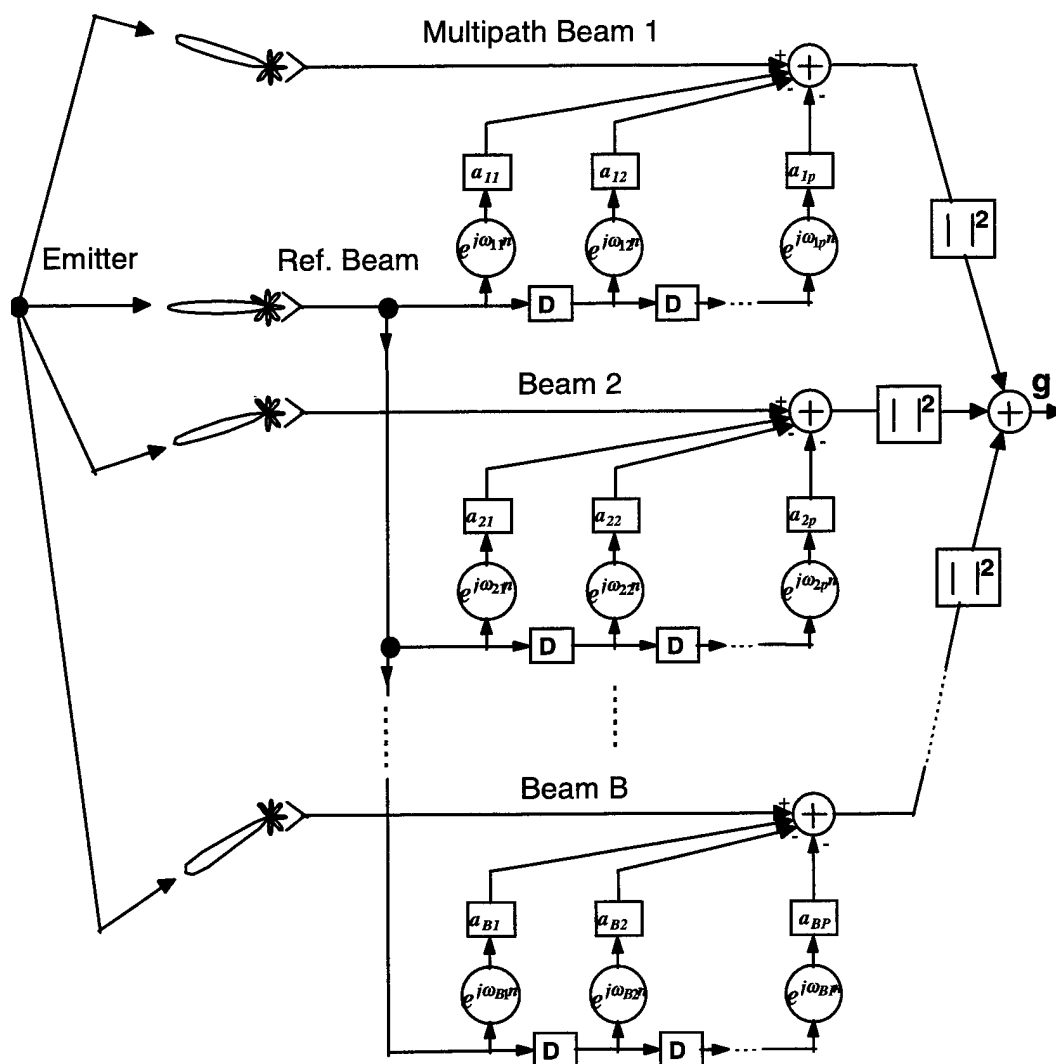 Multipath Beam 1
+ + - -
a11 a12 a1p
| |²
e^jω11n e^jω12n e^jω1pn
Emitter Ref. Beam
D D
g
Beam 2
+ + - -
| |² +
a21 a22 a2p
| |²
e^jω21n e^jω22n e^jω2pn
D D
Beam B
+ + - -
aB1 aB2 aBP
e^jωB1n e^jωB2n
D D